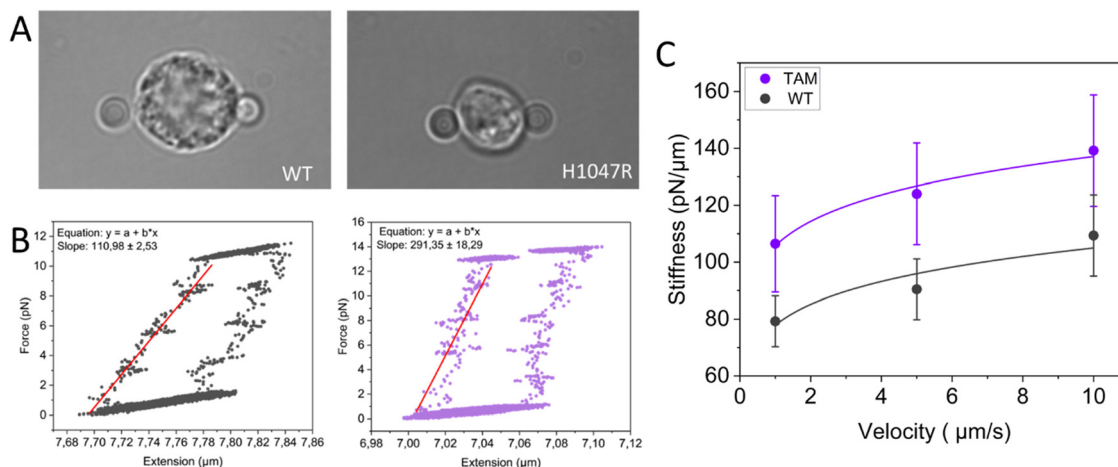 A
WT
H1047R
B
Equation: y = a + b*x
Slope: 110,98 ± 2,53
Force (pN)
12
10
8
6
4
2
0
7,68 7,70 7,72 7,74 7,76 7,78 7,80 7,82 7,84 7,86
Extension (µm)
Equation: y = a + b*x
Slope: 291,35 ± 18,29
Force (pN)
16
14
12
10
8
6
4
2
0
6,98 7,00 7,02 7,04 7,06 7,08 7,10 7,12
Extension (µm)
C
TAM
WT
Stiffness (pN/µm)
160
140
120
100
80
60
0 2 4 6 8 10
Velocity ( µm/s)